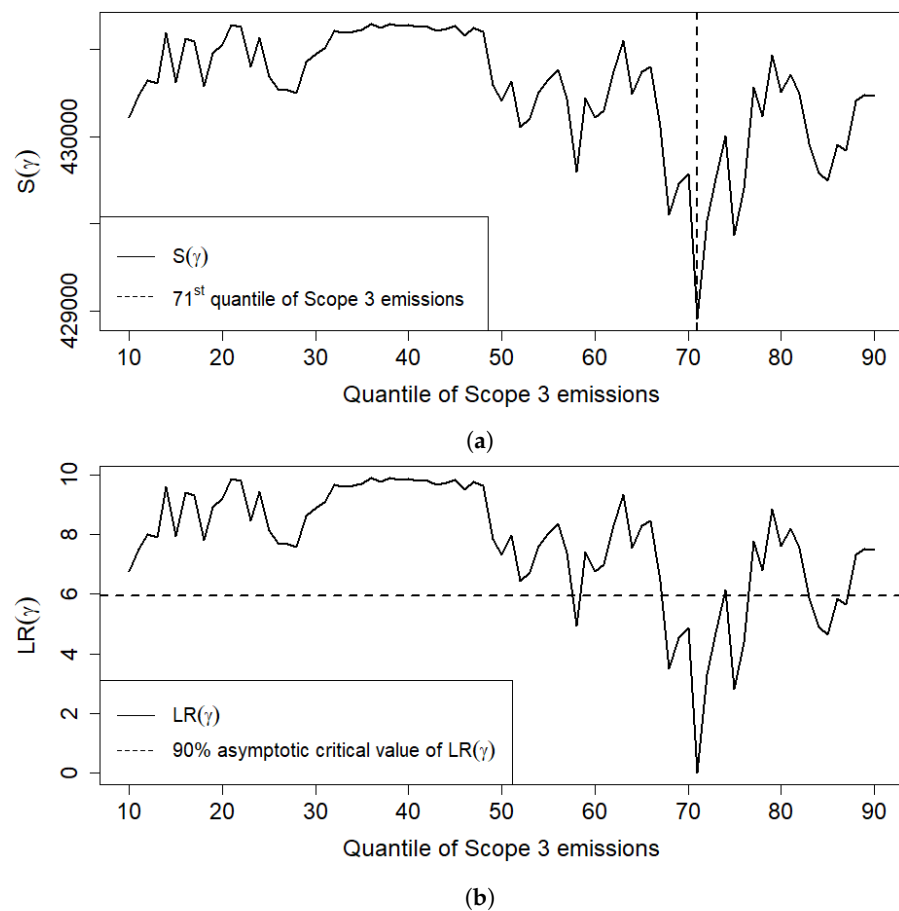 S(γ)
430000
429000
S(γ)
71st quantile of Scope 3 emissions
10 20 30 40 50 60 70 80 90
Quantile of Scope 3 emissions
(a)
LR(γ)
10
8
6
4
2
0
LR(γ)
90% asymptotic critical value of LR(γ)
10 20 30 40 50 60 70 80 90
Quantile of Scope 3 emissions
(b)